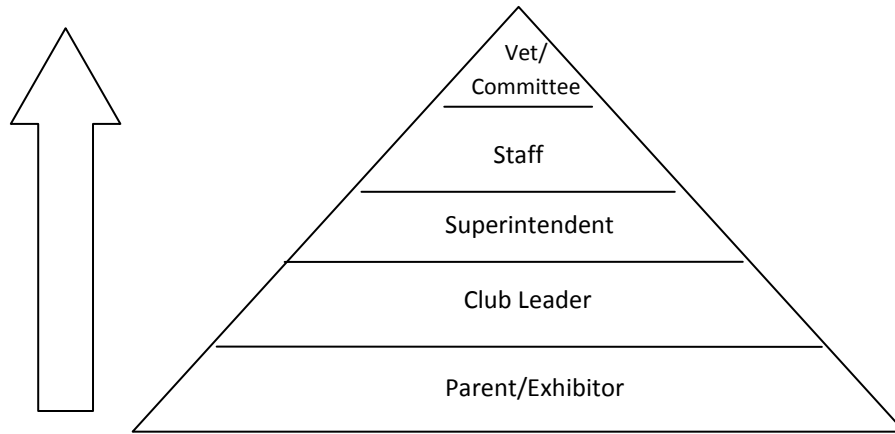 Vet/
Committee
Staff
Superintendent
Club Leader
Parent/Exhibitor